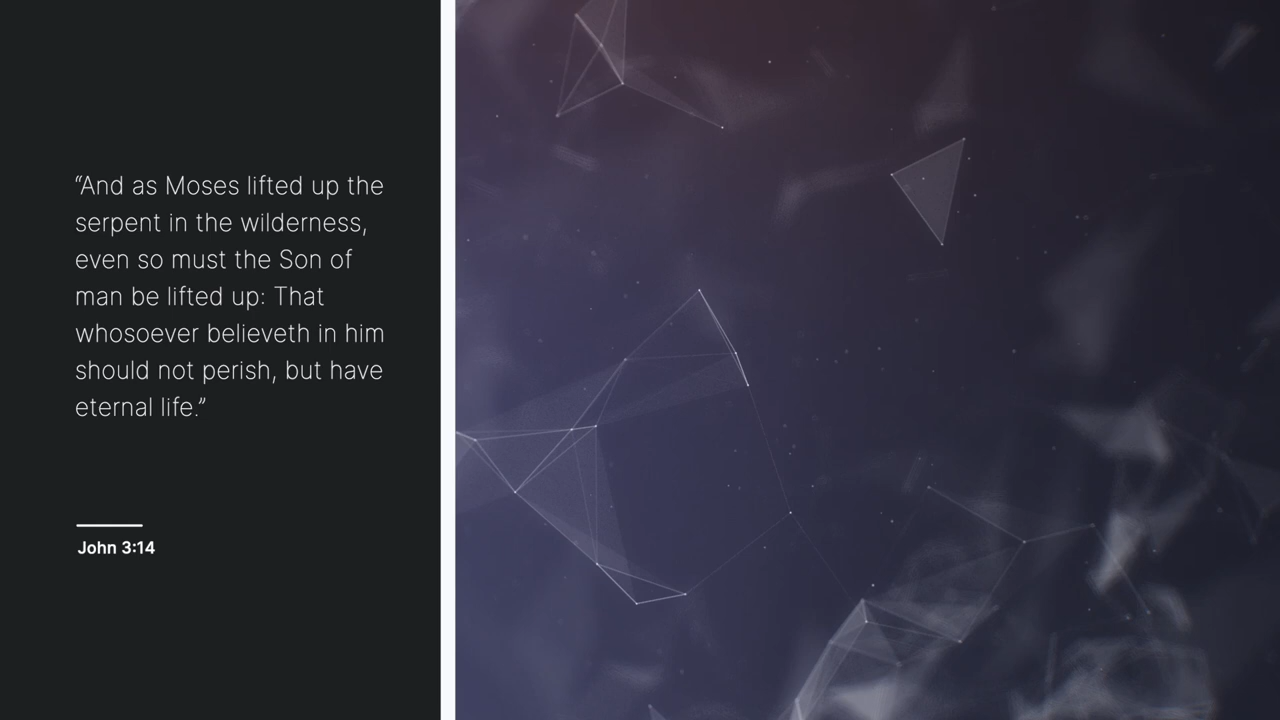 “And as Moses lifted up the
serpent in the wilderness,
even so must the Son of
man be lifted up: That
whosoever believeth in him
should not perish, but have
eternal life.”
John 3:14